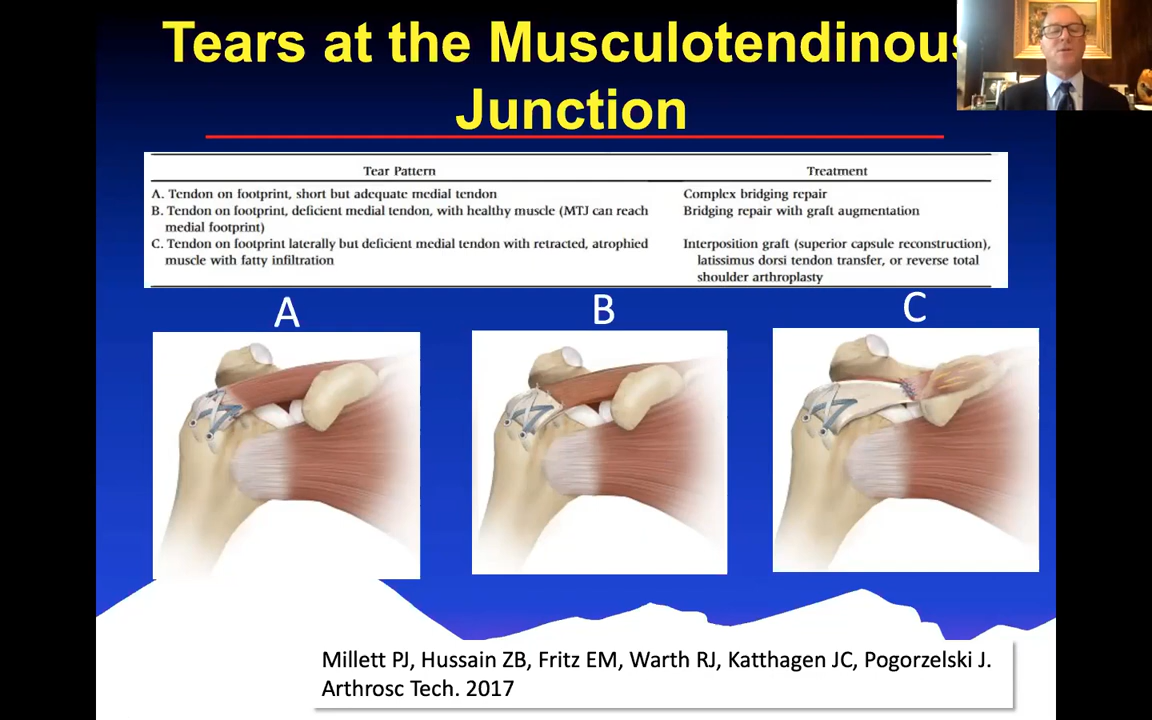 Tears at the Musculotendinous
Junction
Tear Pattern
Treatment
A. Tendon on footprint, short but adequate medial tendon
Complex bridging repair
B. Tendon on footprint, deficient medial tendon, with healthy muscle (MTJ can reach
medial footprint)
Bridging repair with graft augmentation
C. Tendon on footprint laterally but deficient medial tendon with retracted, atrophied
muscle with fatty infiltration
Interposition graft (superior capsule reconstruction),
latissimus dorsi tendon transfer, or reverse total
shoulder arthroplasty
A
B
C
Millett PJ, Hussain ZB, Fritz EM, Warth RJ, Katthagen JC, Pogorzelski J.
Arthrosc Tech. 2017